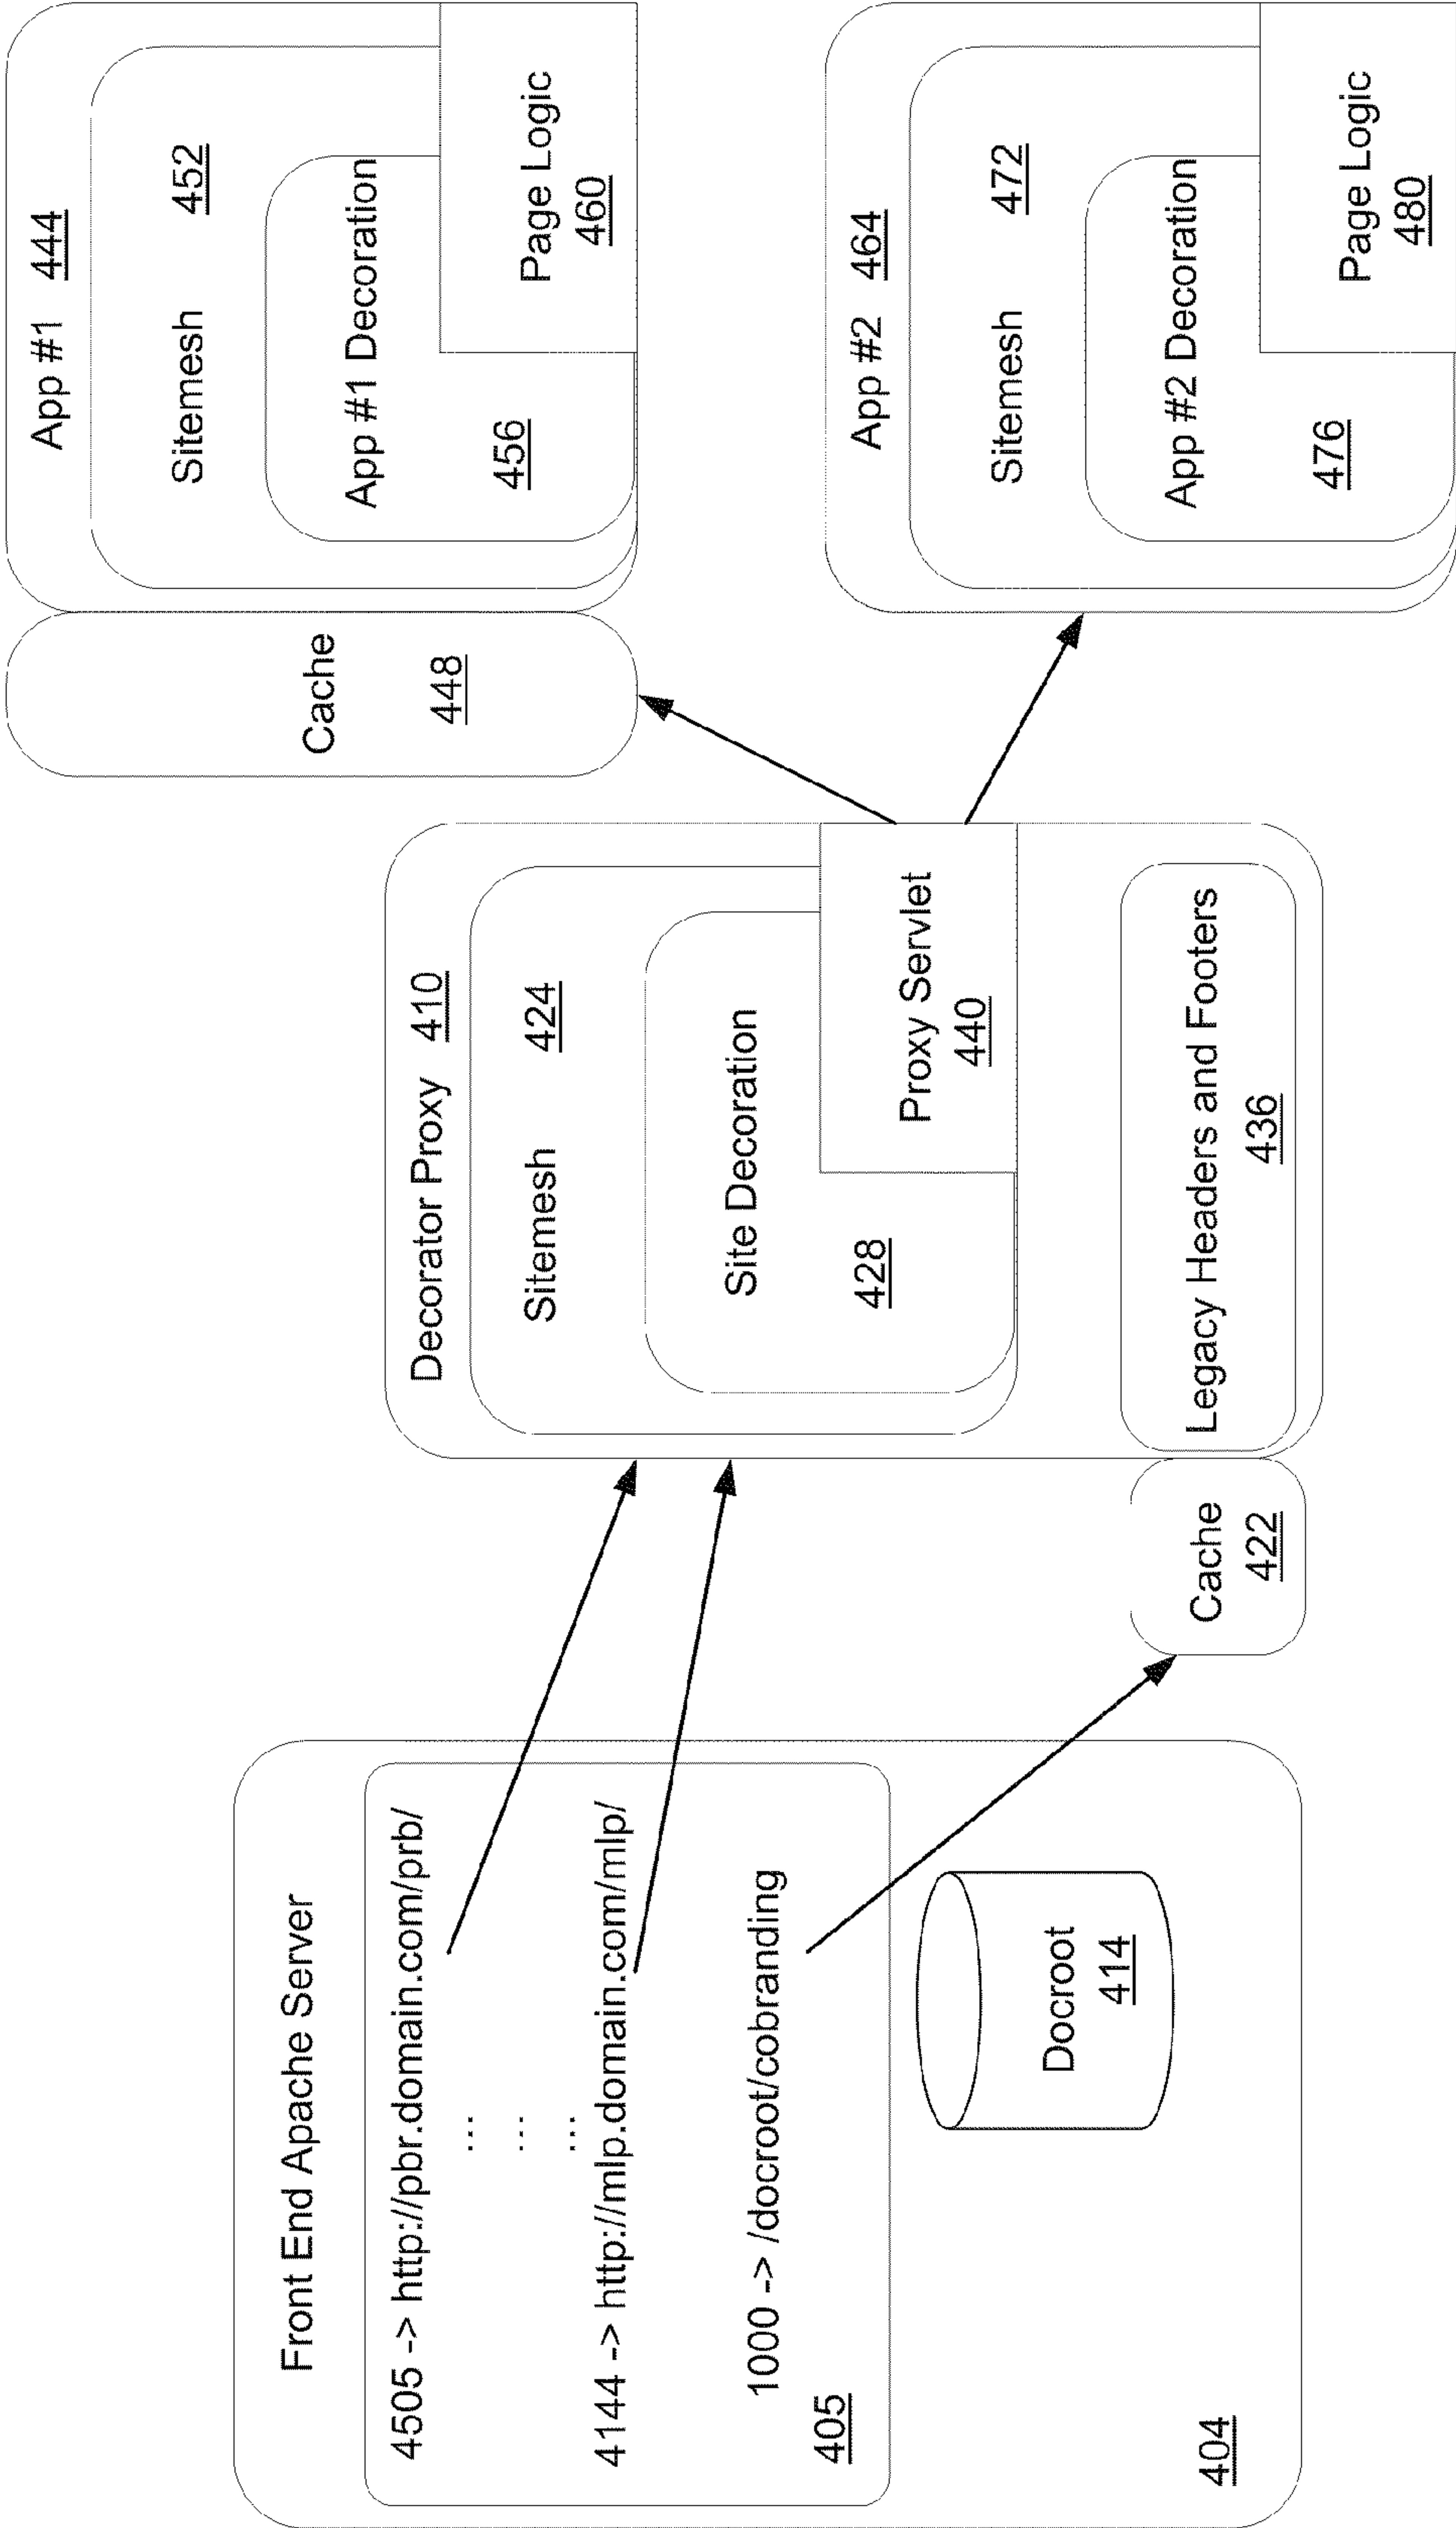 Front End Apache Server
4505 -> http://pbr.domain.com/prb/
...
...
...
4144 -> http://mlp.domain.com/mlp/
1000 -> /docroot/cobranding
405
Docroot
414
404
Decorator Proxy 410
Sitemesh 424
Site Decoration
428
Proxy Servlet
440
Legacy Headers and Footers
436
Cache
422
Cache
448
App #1 444
Sitemesh 452
App #1 Decoration
456
Page Logic
460
App #2 464
Sitemesh 472
App #2 Decoration
476
Page Logic
480